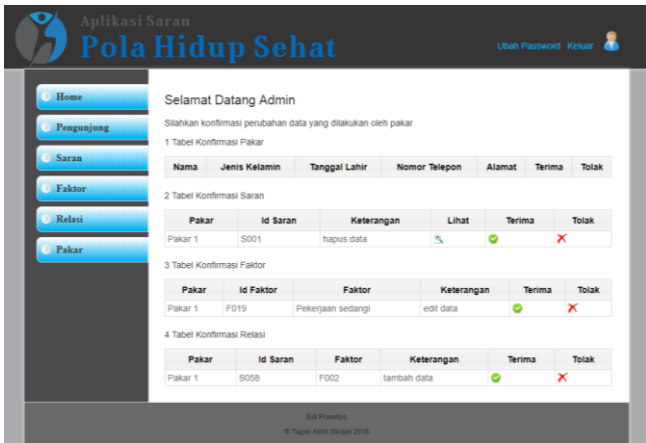 Aplikasi Saran
Pola Hidup Sehat
Ubah Password Keluar
Home
Pengunjung
Saran
Faktor
Relasi
Pakar
Selamat Datang Admin
Silahkan konfirmasi perubahan data yang dilakukan oleh pakar
1 Tabel Konfirmasi Pakar
Nama Jenis Kelamin Tanggal Lahir Nomor Telepon Alamat Terima Tolak
2 Tabel Konfirmasi Saran
Pakar Id Saran Keterangan Lihat Terima Tolak
Pakar 1 S001 hapus data
3 Tabel Konfirmasi Faktor
Pakar Id Faktor Faktor Keterangan Terima Tolak
Pakar 1 F019 Pekerjaan sedangi edit data
4 Tabel Konfirmasi Relasi
Pakar Id Saran Faktor Keterangan Terima Tolak
Pakar 1 S058 F002 tambah data
Edi Prasetyo
© Tugas Akhir Skripsi 2016